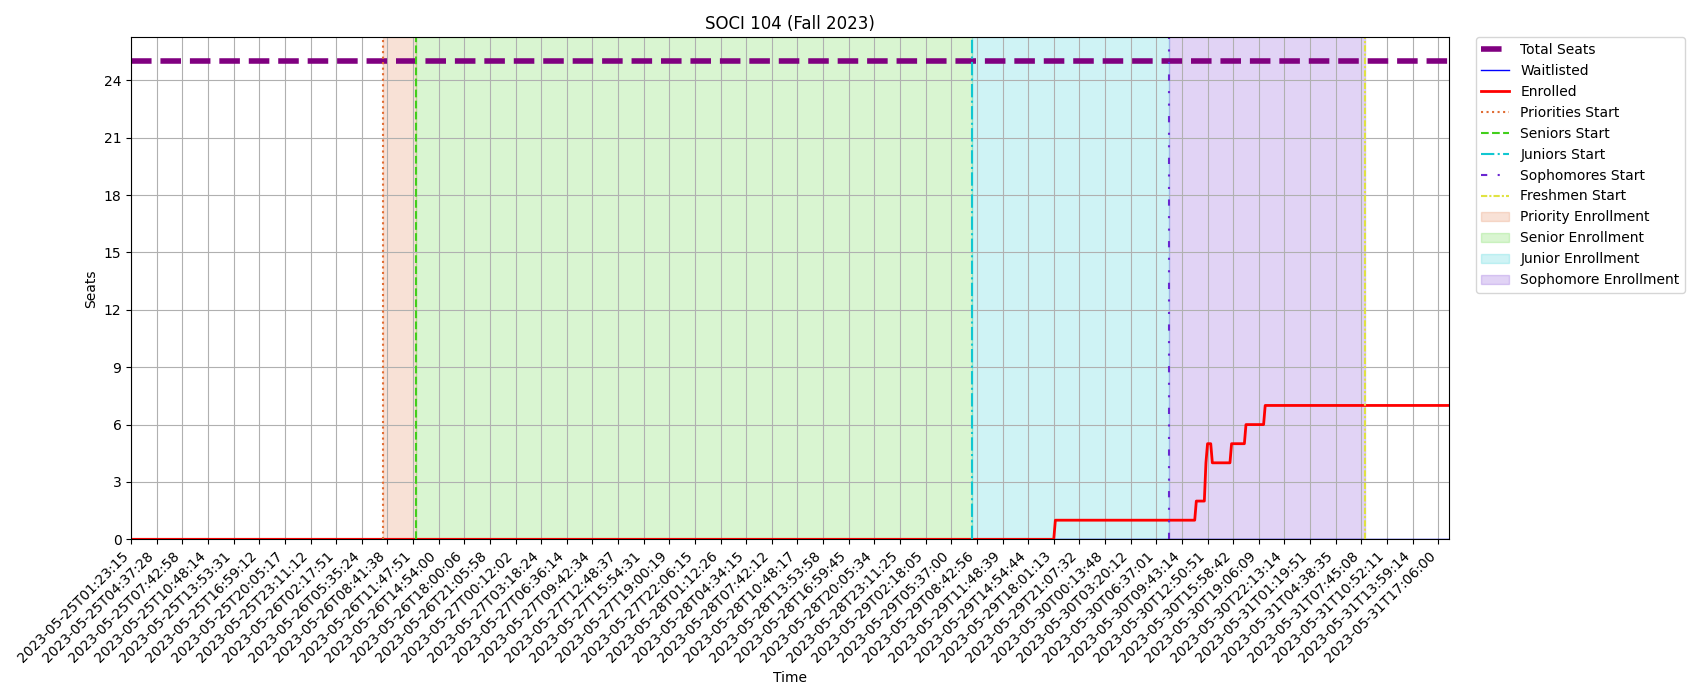 SOCI 104 (Fall 2023)
Seats
24
21
18
15
12
9
6
3
0
2023-05-25T01:23:15
2023-05-25T04:37:28
2023-05-25T07:42:58
2023-05-25T10:48:14
2023-05-25T13:53:31
2023-05-25T16:59:12
2023-05-25T20:05:17
2023-05-25T23:11:12
2023-05-26T02:17:51
2023-05-26T05:35:24
2023-05-26T08:41:38
2023-05-26T11:47:51
2023-05-26T14:54:00
2023-05-26T18:00:06
2023-05-26T21:05:58
2023-05-27T00:12:02
2023-05-27T03:18:24
2023-05-27T06:36:14
2023-05-27T09:42:34
2023-05-27T12:48:37
2023-05-27T15:54:31
2023-05-27T19:00:19
2023-05-27T22:06:15
2023-05-28T01:12:26
2023-05-28T04:34:15
2023-05-28T07:42:12
2023-05-28T10:48:17
2023-05-28T13:53:58
2023-05-28T16:59:45
2023-05-28T20:05:34
2023-05-28T23:11:25
2023-05-29T02:18:05
2023-05-29T05:37:00
2023-05-29T08:42:56
2023-05-29T11:48:39
2023-05-29T14:54:44
2023-05-29T18:01:13
2023-05-29T21:07:32
2023-05-30T00:13:48
2023-05-30T03:20:12
2023-05-30T06:37:01
2023-05-30T09:43:14
2023-05-30T12:50:51
2023-05-30T15:58:42
2023-05-30T19:06:09
2023-05-30T22:13:14
2023-05-31T01:19:51
2023-05-31T04:38:35
2023-05-31T07:45:08
2023-05-31T10:52:11
2023-05-31T13:59:14
2023-05-31T17:06:00
Time
Total Seats
Waitlisted
Enrolled
Priorities Start
Seniors Start
Juniors Start
Sophomores Start
Freshmen Start
Priority Enrollment
Senior Enrollment
Junior Enrollment
Sophomore Enrollment